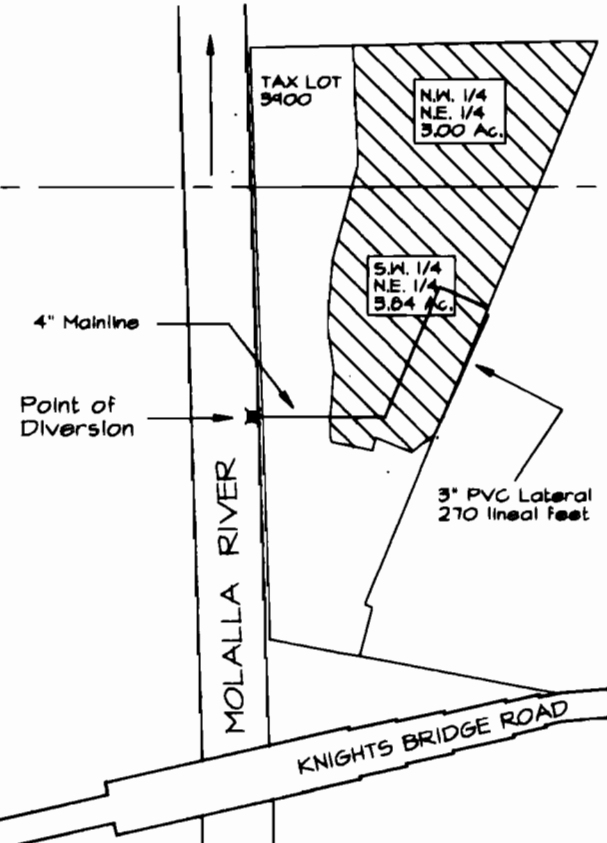 TAX LOT
3900
N.W. 1/4
N.E. 1/4
3.00 Ac.
S.W. 1/4
N.E. 1/4
3.84 Ac.
4" Mainline
Point of
Diversion
3" PVC Lateral
270 lineal feet
MOLALLA RIVER
KNIGHTS BRIDGE ROAD